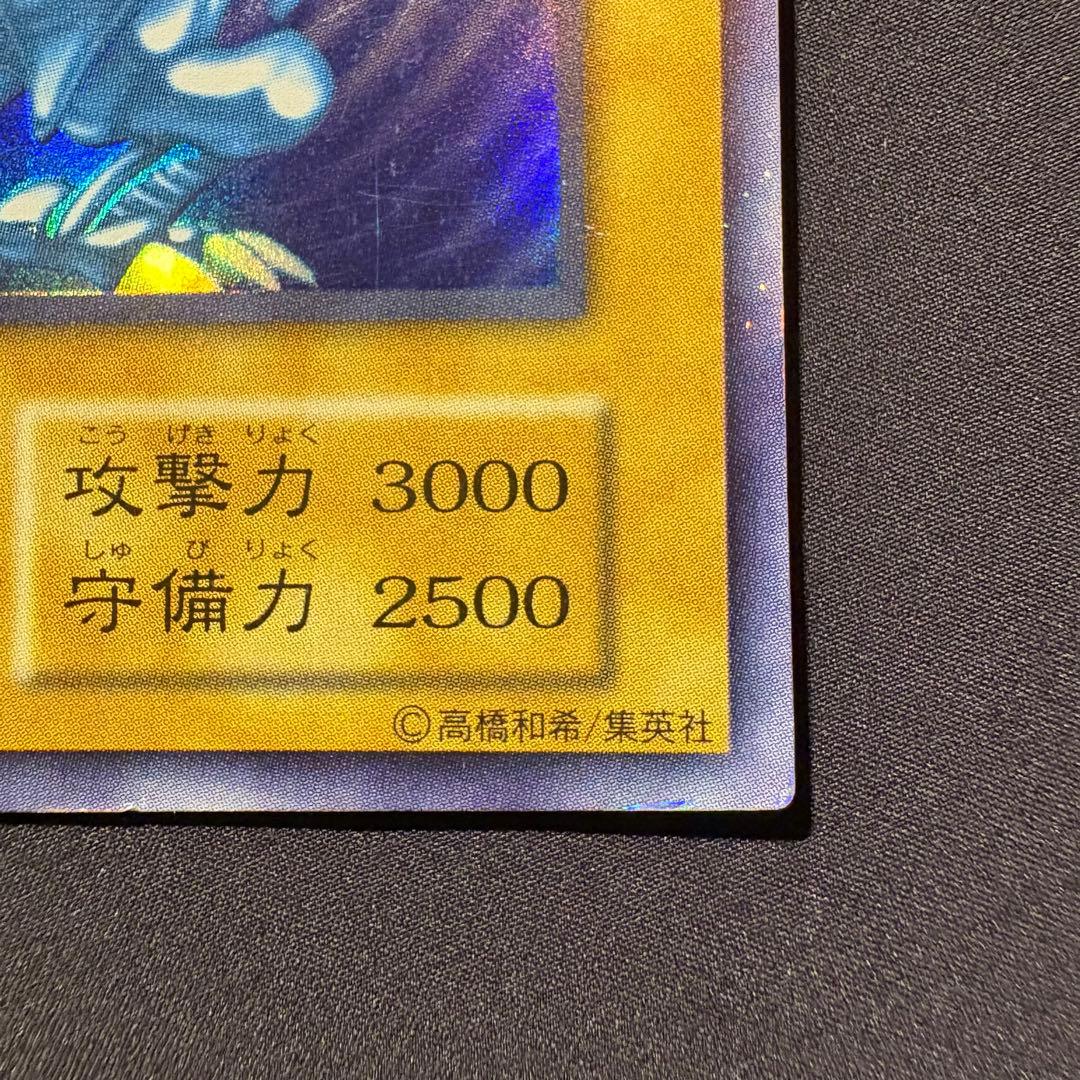 こう げき りょく
攻撃力 3000
しゅ び りょく
守備力 2500
©高橋和希/集英社